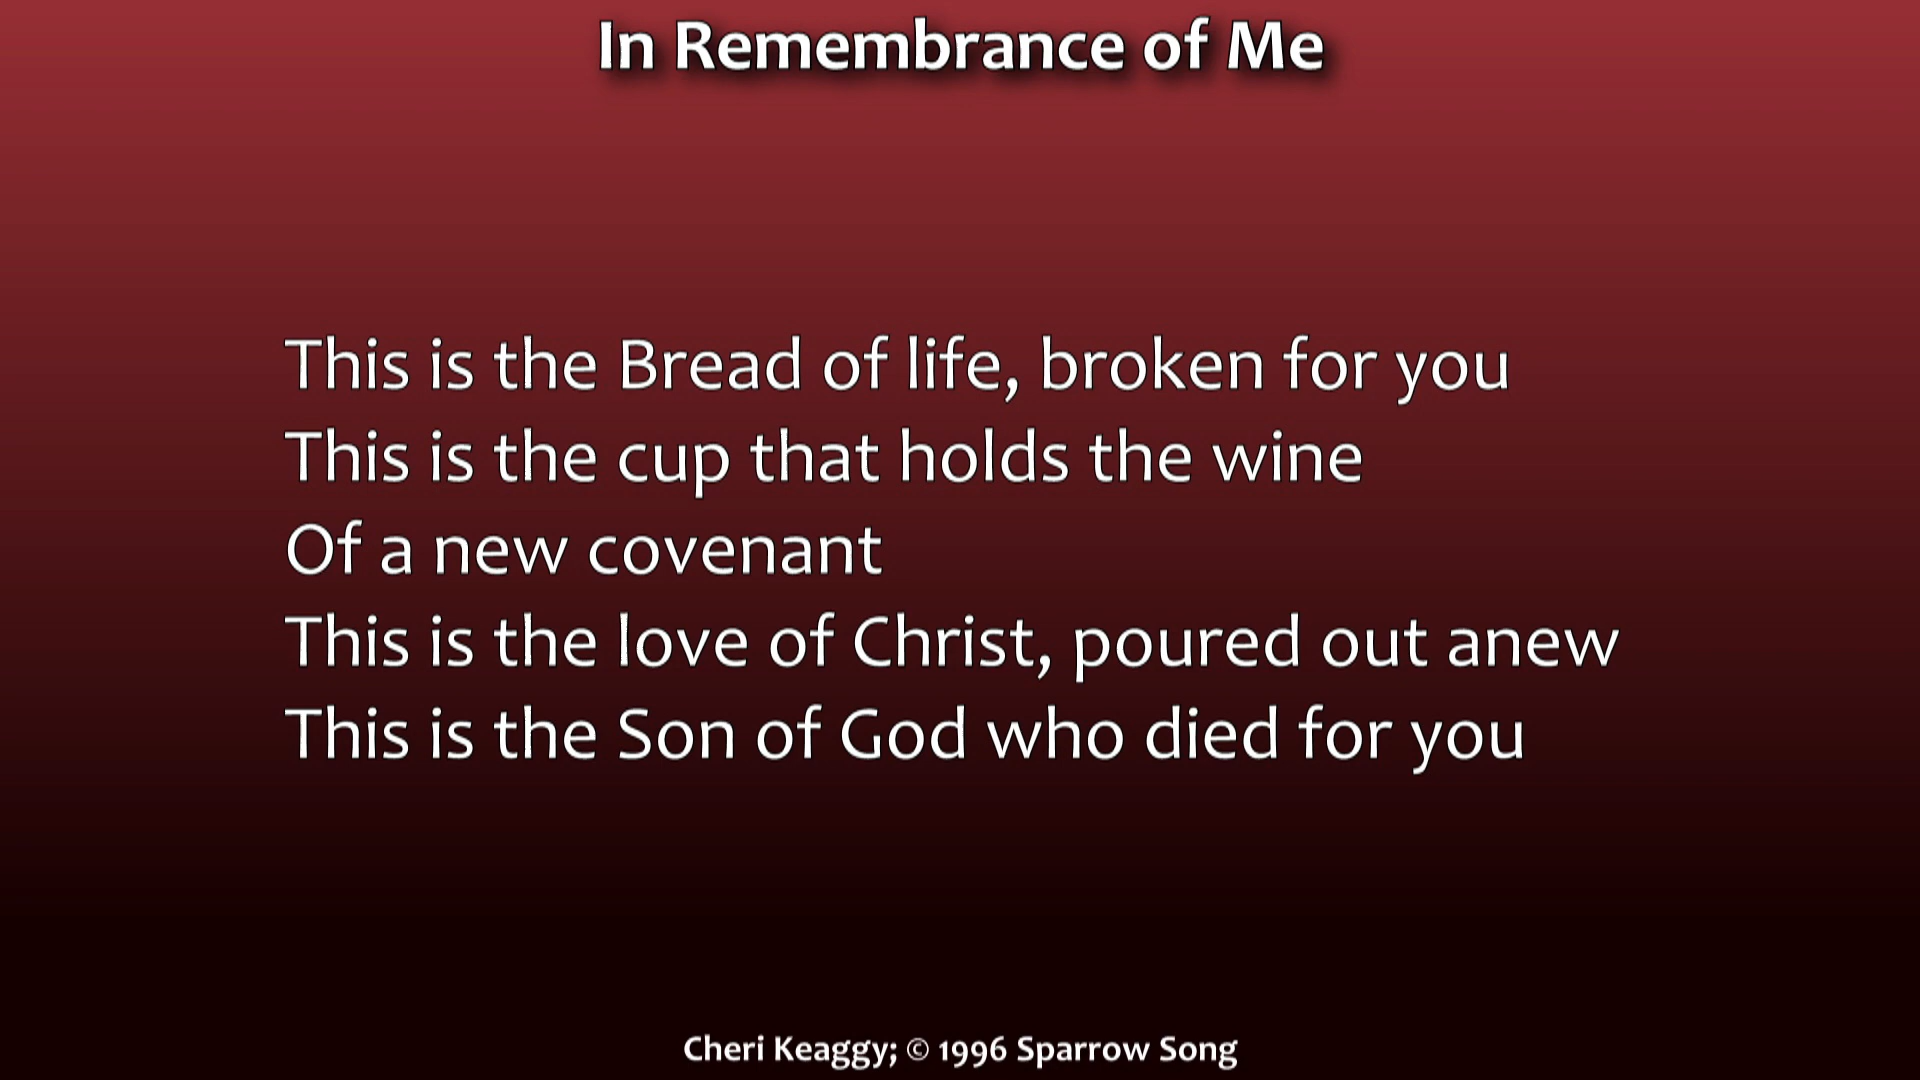 In Remembrance of Me
This is the Bread of life, broken for you
This is the cup that holds the wine
Of a new covenant
This is the love of Christ, poured out anew
This is the Son of God who died for you
Cheri Keaggy; © 1996 Sparrow Song